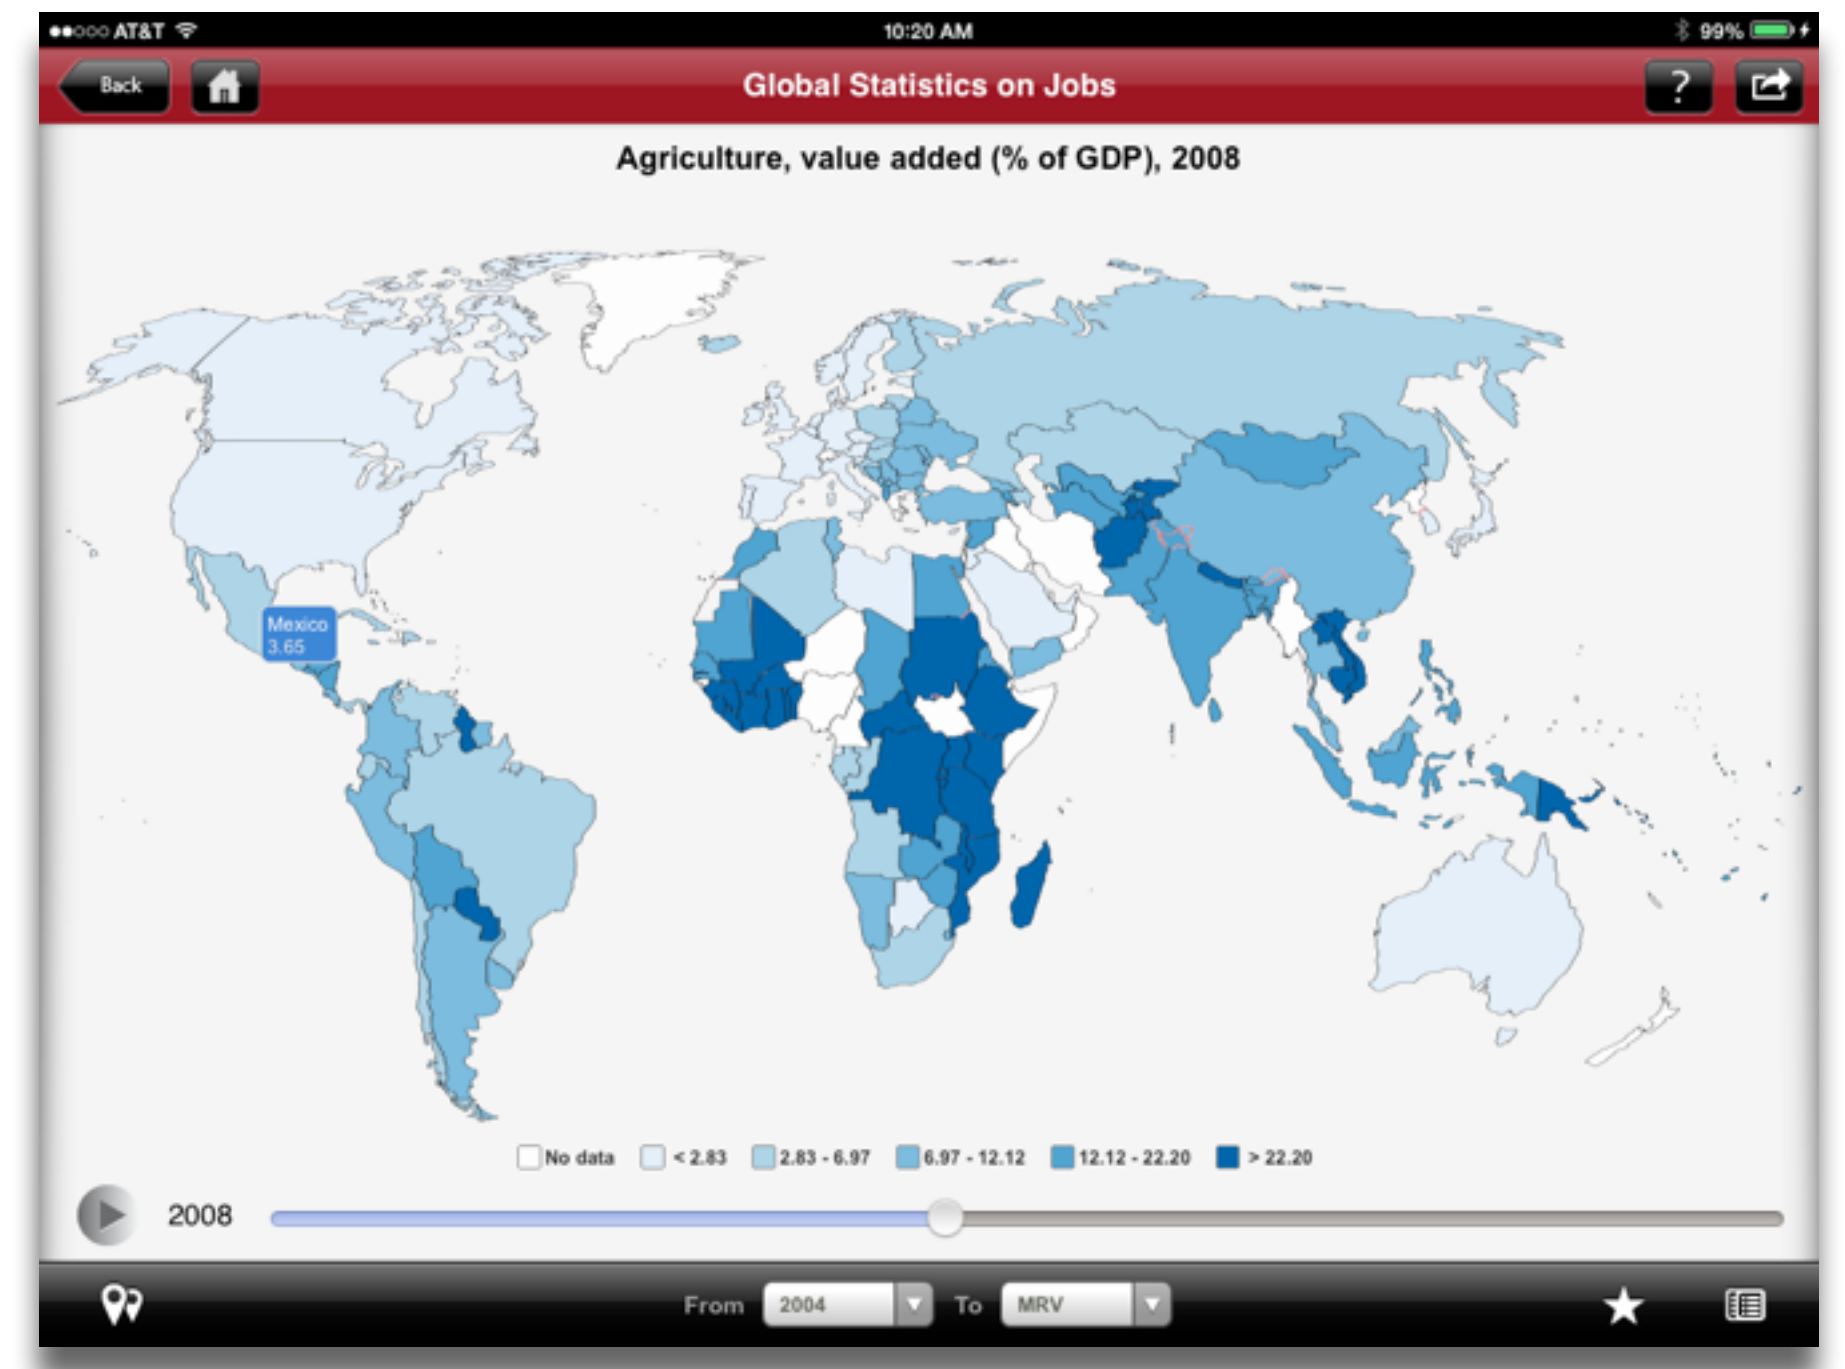 AT&T 10:20 AM 99%
Back Global Statistics on Jobs ?
Agriculture, value added (% of GDP), 2008
Mexico
3.65
No data < 2.83 2.83 - 6.97 6.97 - 12.12 12.12 - 22.20 > 22.20
2008
From 2004 To MRV